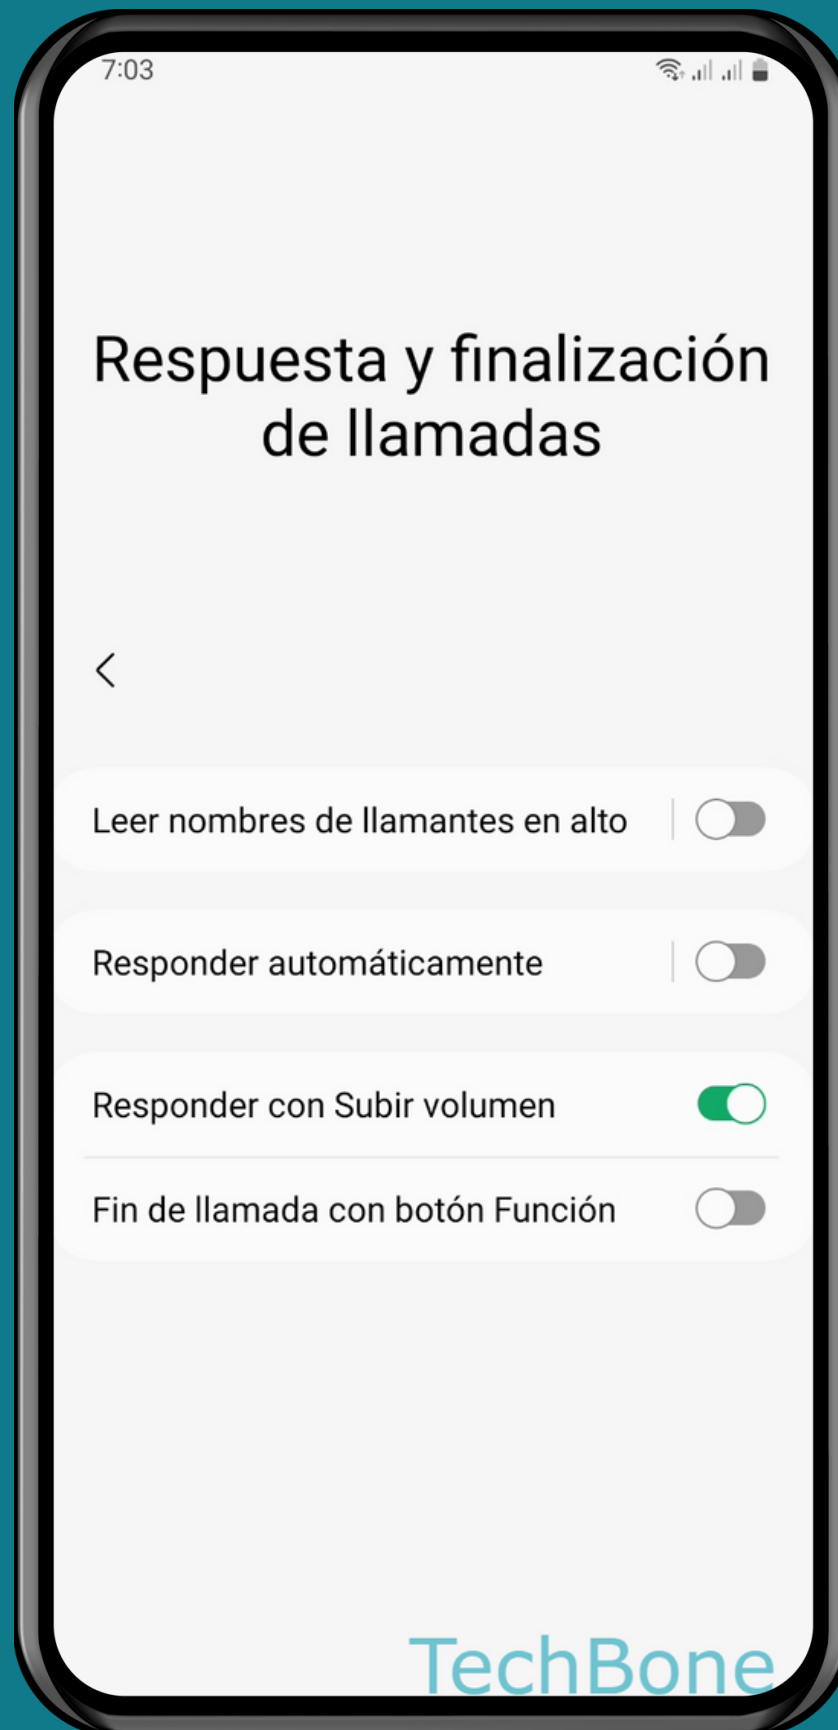 7:03
Respuesta y finalización
de llamadas
Leer nombres de llamantes en alto
Responder automáticamente
Responder con Subir volumen
Fin de llamada con botón Función
TechBone